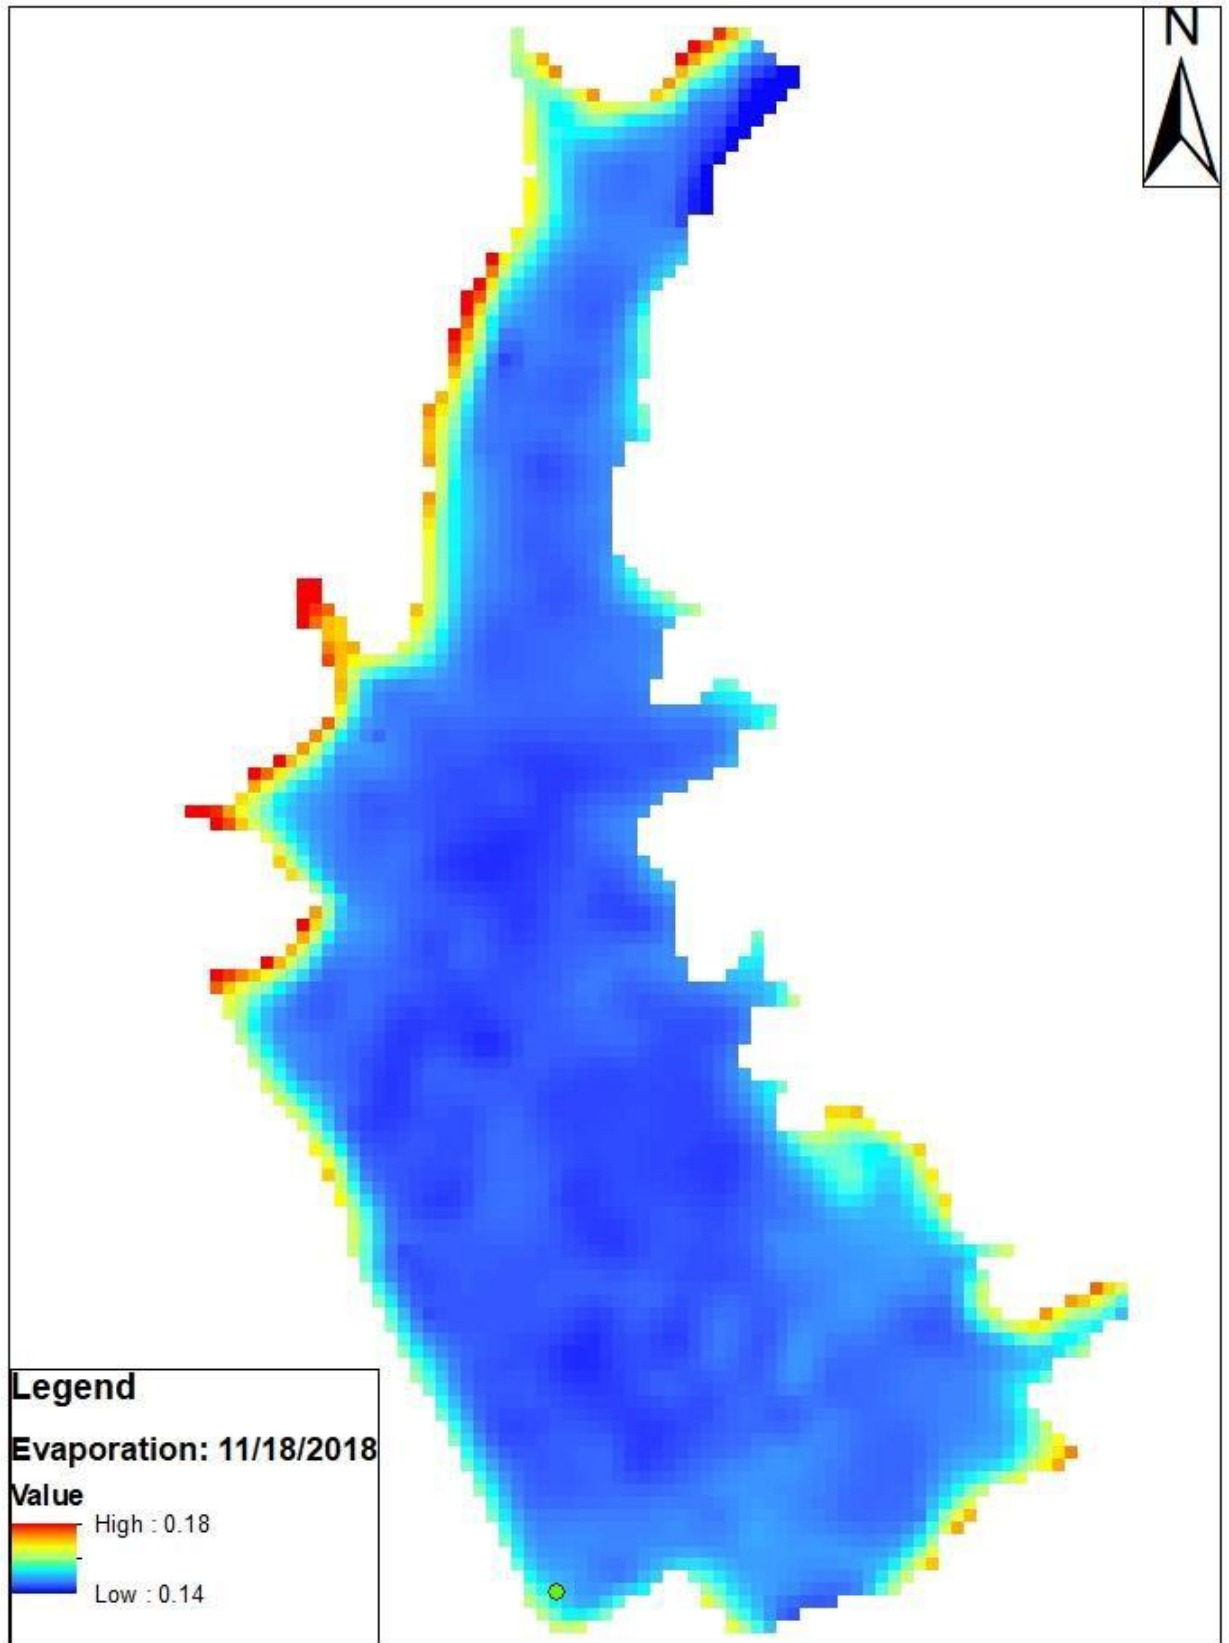 N
Legend
Evaporation: 11/18/2018
Value
High : 0.18
Low : 0.14